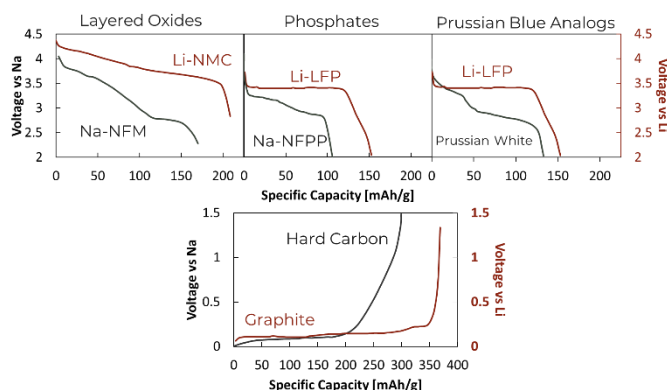 Layered Oxides
Phosphates
Prussian Blue Analogs
Voltage vs Na
4.5
4
3.5
3
2.5
2
Li-NMC
Na-NFM
Li-LFP
Na-NFPP
Li-LFP
Prussian White
4.5
4
3.5
3
2.5
2
Voltage vs Li
0 50 100 150 200
0 50 100 150 200
0 50 100 150 200
Specific Capacity [mAh/g]
Voltage vs Na
1.5
1
0.5
0
Hard Carbon
Graphite
1.5
1
0.5
0
Voltage vs Li
0 50 100 150 200 250 300 350 400
Specific Capacity [mAh/g]